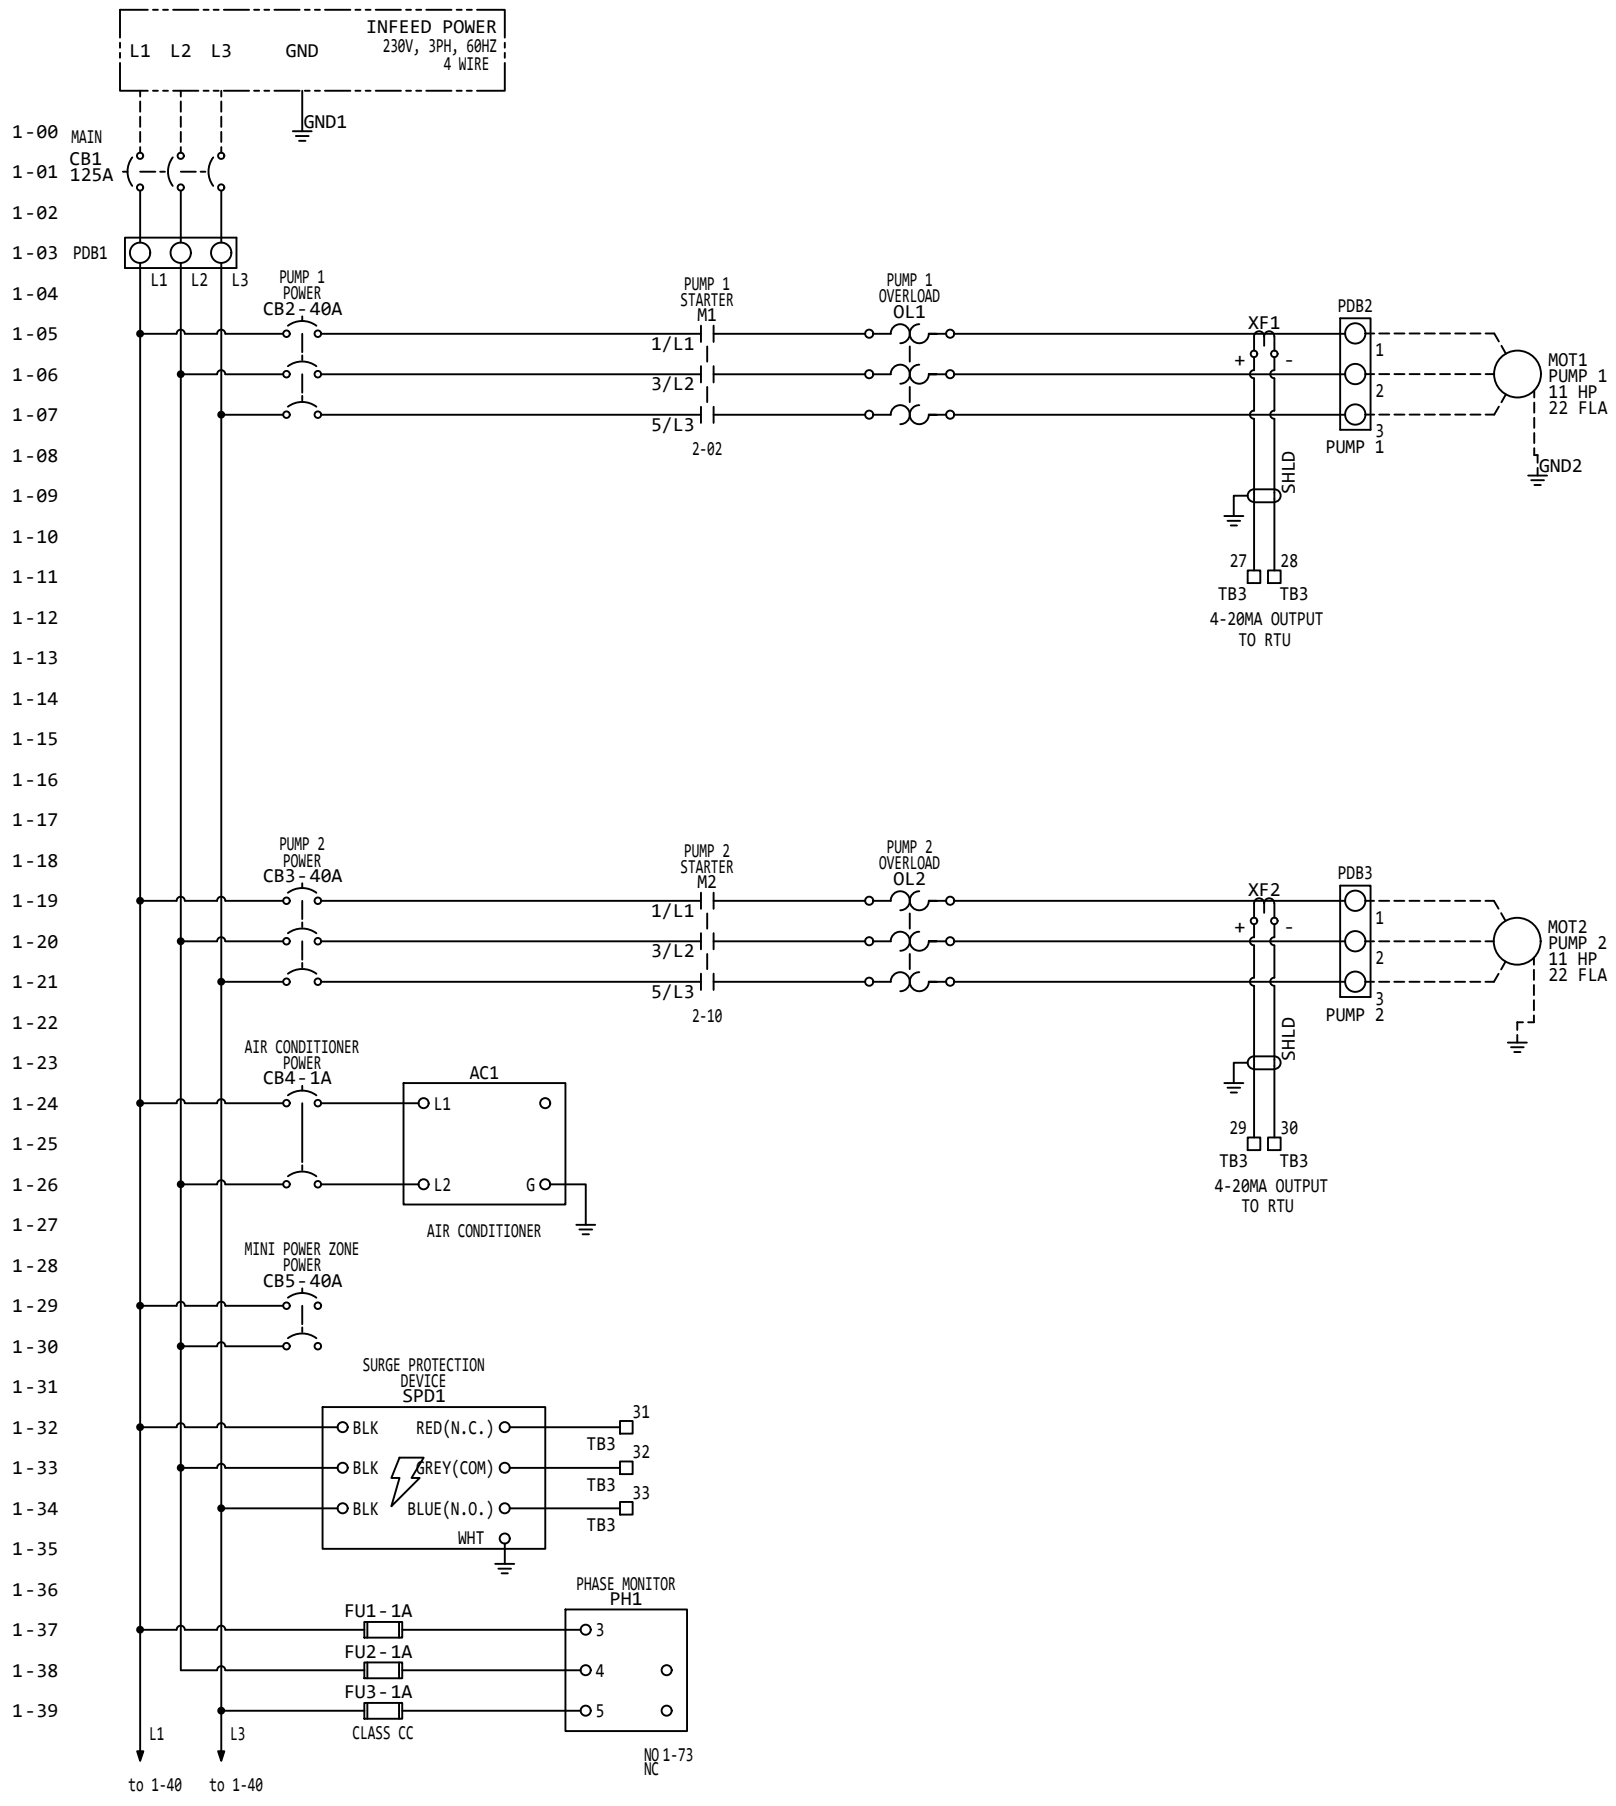 INFEED POWER
230V, 3PH, 60HZ
4 WIRE
L1 L2 L3 GND
GND1
1-00
MAIN
CB1
125A
1-01
1-02
1-03 PDB1
L1 L2 L3
1-04
PUMP 1
POWER
CB2-40A
PUMP 1
STARTER
M1
PUMP 1
OVERLOAD
OL1
XF1
PDB2
1-05
1/L1
+ -
1
1-06
3/L2
2
MOT1
PUMP 1
11 HP
22 FLA
1-07
5/L3
3
PUMP 1
2-02
1-08
SHLD
GND2
1-09
1-10
27 28
1-11
TB3 TB3
4-20MA OUTPUT
TO RTU
1-12
1-13
1-14
1-15
1-16
1-17
1-18
PUMP 2
POWER
CB3-40A
PUMP 2
STARTER
M2
PUMP 2
OVERLOAD
OL2
XF2
PDB3
1-19
1/L1
+ -
1
1-20
3/L2
2
MOT2
PUMP 2
11 HP
22 FLA
1-21
5/L3
3
PUMP 2
2-10
1-22
SHLD
1-23
AIR CONDITIONER
POWER
CB4-1A
AC1
1-24
L1
29 30
1-25
TB3 TB3
4-20MA OUTPUT
TO RTU
1-26
L2 G
1-27
AIR CONDITIONER
1-28
MINI POWER ZONE
POWER
CB5-40A
1-29
1-30
1-31
SURGE PROTECTION
DEVICE
SPD1
1-32
BLK RED(N.C.)
31
TB3
1-33
BLK GREY(COM)
32
TB3
1-34
BLK BLUE(N.O.)
33
TB3
1-35
WHT
1-36
PHASE MONITOR
PH1
1-37
FU1-1A
3
1-38
FU2-1A
4
1-39
FU3-1A
5
CLASS CC
L1 L3
NO 1-73
NC
to 1-40 to 1-40